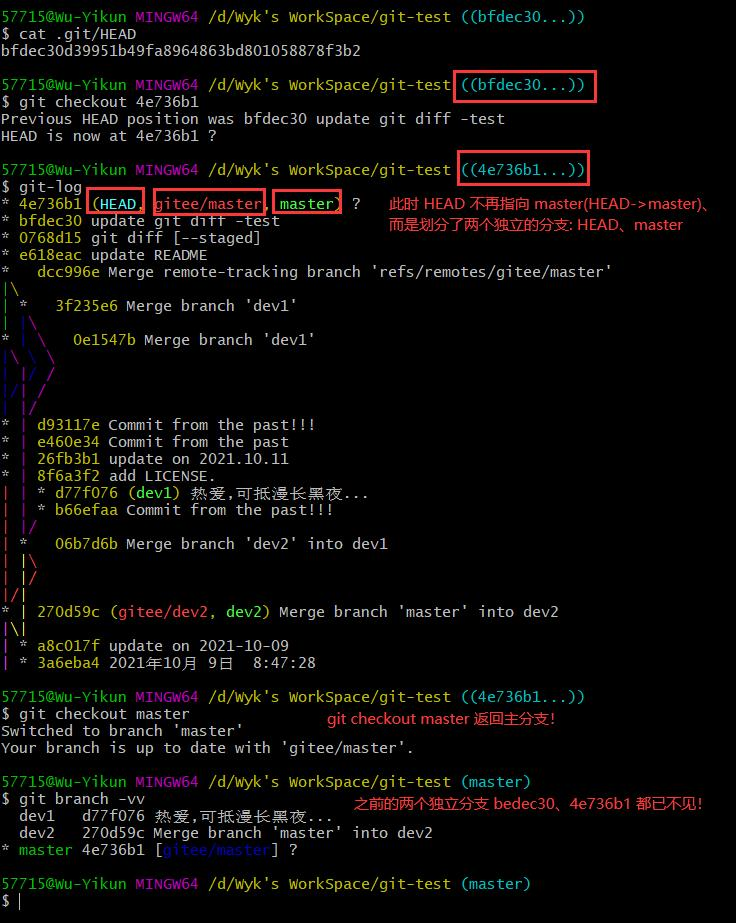 57715@Wu-Yikun MINGW64 /d/Wyk's WorkSpace/git-test ((bfdec30...))
$ cat .git/HEAD
bfdec30d39951b49fa8964863bd801058878f3b2
57715@Wu-Yikun MINGW64 /d/Wyk's WorkSpace/git-test ((bfdec30...))
$ git checkout 4e736b1
Previous HEAD position was bfdec30 update git diff -test
HEAD is now at 4e736b1 ?
57715@Wu-Yikun MINGW64 /d/Wyk's WorkSpace/git-test ((4e736b1...))
$ git-log
* 4e736b1 (HEAD, gitee/master, master) ? 此时 HEAD 不再指向 master(HEAD->master)、
* bfdec30 update git diff -test 而是划分了两个独立的分支: HEAD、master
* 0768d15 git diff [--staged]
* e618eac update README
*   dcc996e Merge remote-tracking branch 'refs/remotes/gitee/master'
|\
| *   3f235e6 Merge branch 'dev1'
| |\
* | \   0e1547b Merge branch 'dev1'
|\ \ \
| |/ /
|/| /
| |/
* | d93117e Commit from the past!!!
* | e460e34 Commit from the past
* | 26fb3b1 update on 2021.10.11
* | 8f6a3f2 add LICENSE.
| | * d77f076 (dev1) 热爱,可抵漫长黑夜...
| | * b66efaa Commit from the past!!!
| |/
| *   06b7d6b Merge branch 'dev2' into dev1
| |\
| |/
|/|
* | 270d59c (gitee/dev2, dev2) Merge branch 'master' into dev2
|\|
| * a8c017f update on 2021-10-09
| * 3a6eba4 2021年10月 9日  8:47:28
57715@Wu-Yikun MINGW64 /d/Wyk's WorkSpace/git-test ((4e736b1...))
$ git checkout master git checkout master 返回主分支!
Switched to branch 'master'
Your branch is up to date with 'gitee/master'.
57715@Wu-Yikun MINGW64 /d/Wyk's WorkSpace/git-test (master)
$ git branch -vv 之前的两个独立分支 bedec30、4e736b1 都已不见!
  dev1   d77f076 热爱,可抵漫长黑夜...
  dev2   270d59c Merge branch 'master' into dev2
* master 4e736b1 [gitee/master] ?
57715@Wu-Yikun MINGW64 /d/Wyk's WorkSpace/git-test (master)
$